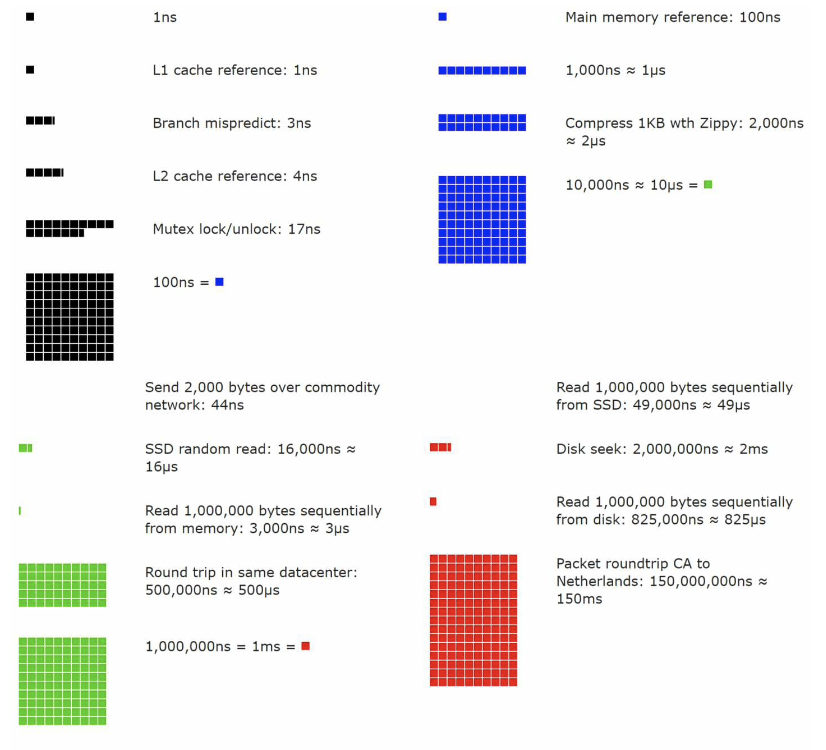 1ns
L1 cache reference: 1ns
Branch mispredict: 3ns
L2 cache reference: 4ns
Mutex lock/unlock: 17ns
100ns =
Main memory reference: 100ns
1,000ns ≈ 1µs
Compress 1KB wth Zippy: 2,000ns
≈ 2µs
10,000ns ≈ 10µs =
Send 2,000 bytes over commodity
network: 44ns
SSD random read: 16,000ns ≈
16µs
Read 1,000,000 bytes sequentially
from memory: 3,000ns ≈ 3µs
Round trip in same datacenter:
500,000ns ≈ 500µs
1,000,000ns = 1ms =
Read 1,000,000 bytes sequentially
from SSD: 49,000ns ≈ 49µs
Disk seek: 2,000,000ns ≈ 2ms
Read 1,000,000 bytes sequentially
from disk: 825,000ns ≈ 825µs
Packet roundtrip CA to
Netherlands: 150,000,000ns ≈
150ms